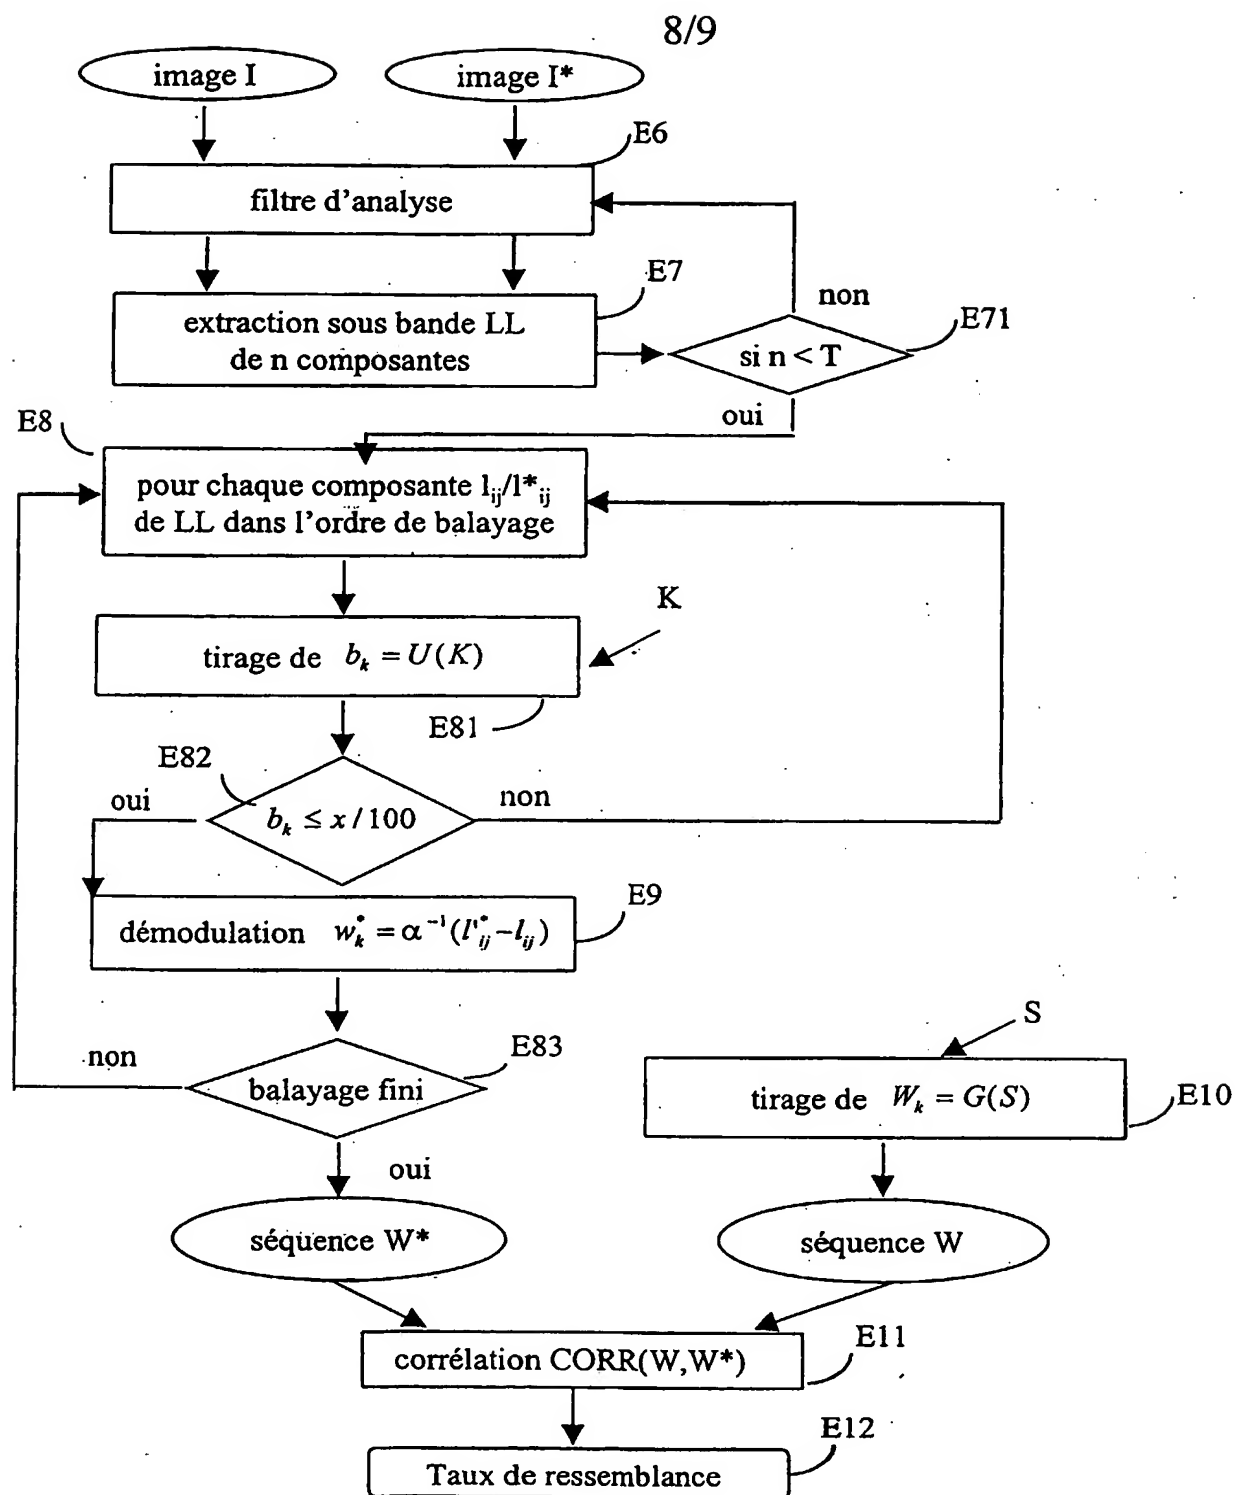 8/9
image I
image I*
E6
filtre d'analyse
E7
extraction sous bande LL
de n composantes
non
E71
si n < T
oui
E8
pour chaque composante l_ij/l*_ij
de LL dans l'ordre de balayage
K
tirage de b_k = U(K)
E81
E82
oui
b_k ≤ x / 100
non
E9
démodulation w*_k = α⁻¹(l'*_ij − l_ij)
S
E83
non
balayage fini
tirage de W_k = G(S)
E10
oui
séquence W*
séquence W
E11
corrélation CORR(W,W*)
E12
Taux de ressemblance